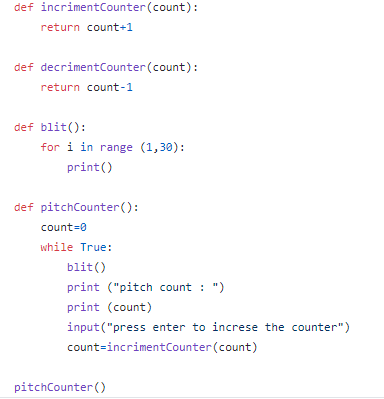 def incrimentCounter(count):
    return count+1
def decrimentCounter(count):
    return count-1
def blit():
    for i in range (1,30):
        print()
def pitchCounter():
    count=0
    while True:
        blit()
        print ("pitch count : ")
        print (count)
        input("press enter to increse the counter")
        count=incrimentCounter(count)
pitchCounter()